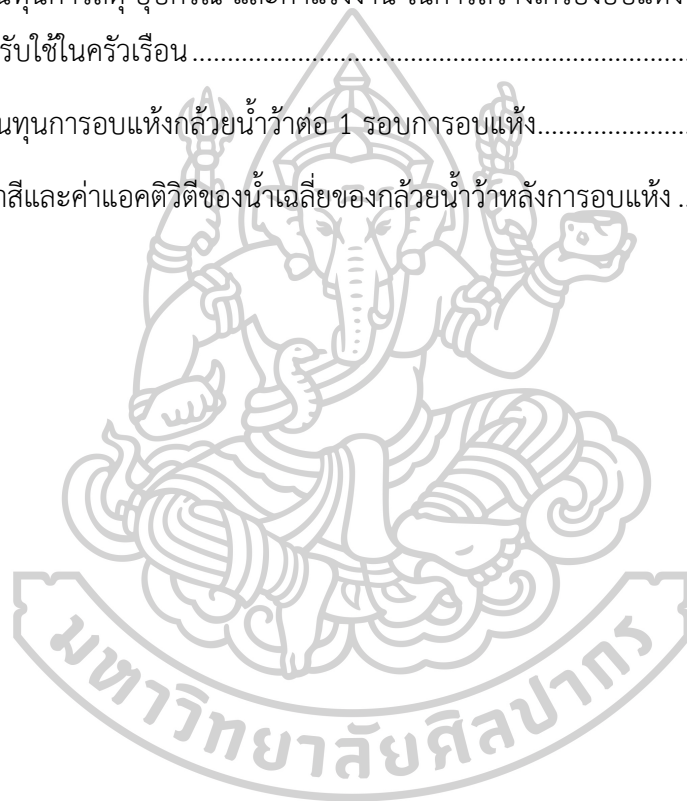 นทุนการสดุ อุปกรณ์ และค่าแรงงาน ในการสร้างเครื่องอบแห้ง
รับใช้ในครัวเรือน
นทุนการอบแห้งกล้วยน้ำว้าต่อ 1 รอบการอบแห้ง
าสีและค่าแอคติวิตีของน้ำเฉลี่ยของกล้วยน้ำว้าหลังการอบแห้ง
มหาวิทยาลัยศิลปากร